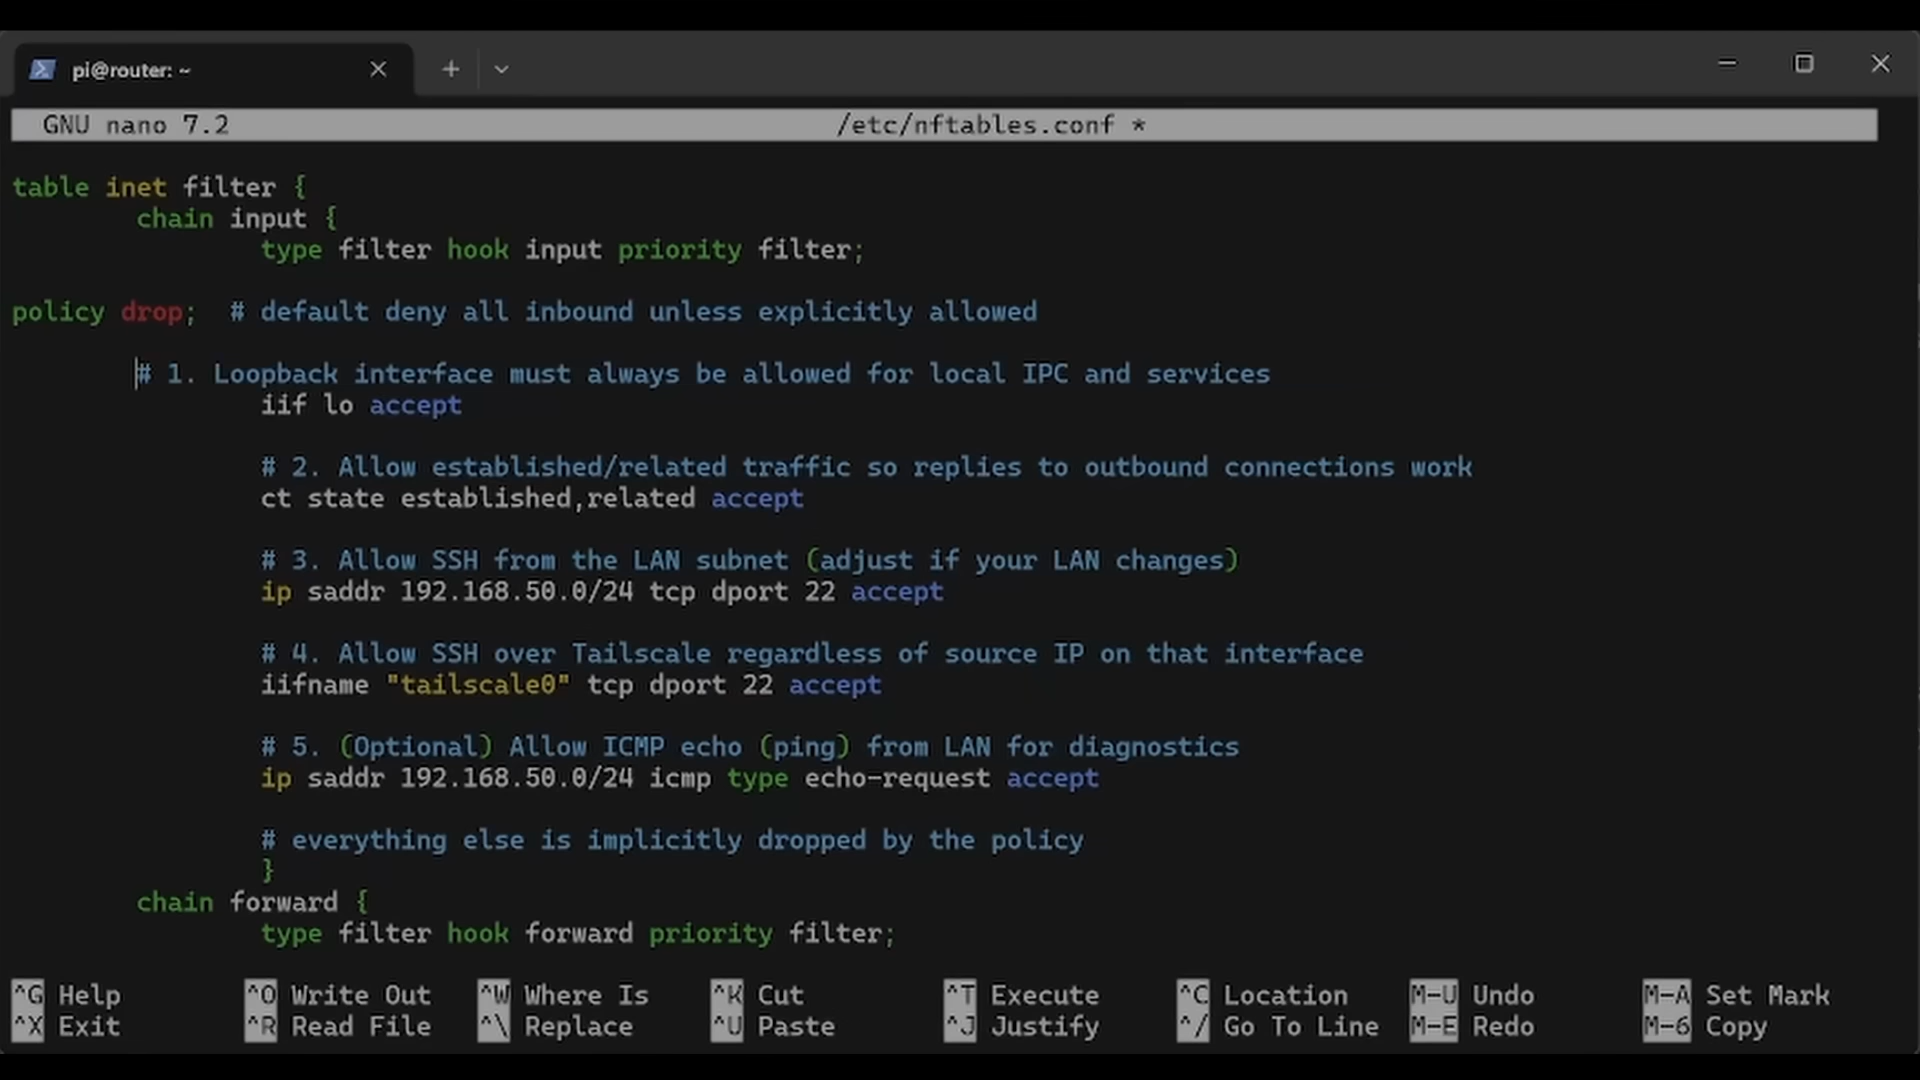 pi@router: ~
GNU nano 7.2 /etc/nftables.conf *
table inet filter {
chain input {
type filter hook input priority filter;
policy drop; # default deny all inbound unless explicitly allowed
# 1. Loopback interface must always be allowed for local IPC and services
iif lo accept
# 2. Allow established/related traffic so replies to outbound connections work
ct state established,related accept
# 3. Allow SSH from the LAN subnet (adjust if your LAN changes)
ip saddr 192.168.50.0/24 tcp dport 22 accept
# 4. Allow SSH over Tailscale regardless of source IP on that interface
iifname "tailscale0" tcp dport 22 accept
# 5. (Optional) Allow ICMP echo (ping) from LAN for diagnostics
ip saddr 192.168.50.0/24 icmp type echo-request accept
# everything else is implicitly dropped by the policy
}
chain forward {
type filter hook forward priority filter;
^G Help ^O Write Out ^W Where Is ^K Cut ^T Execute ^C Location M-U Undo M-A Set Mark
^X Exit ^R Read File ^\ Replace ^U Paste ^J Justify ^/ Go To Line M-E Redo M-6 Copy